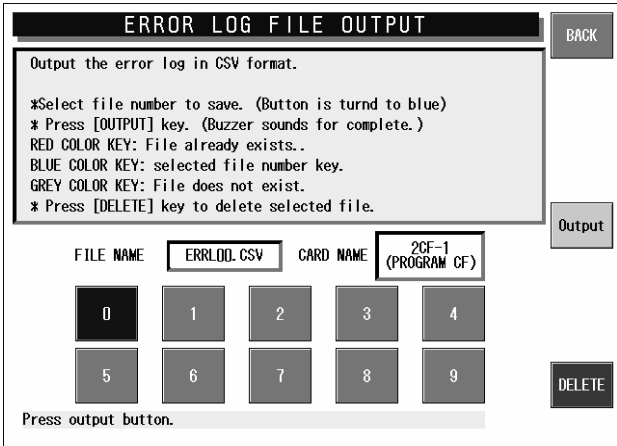 ERROR LOG FILE OUTPUT
BACK
Output the error log in CSV format.
*Select file number to save. (Button is turnd to blue)
* Press [OUTPUT] key. (Buzzer sounds for complete.)
RED COLOR KEY: File already exists..
BLUE COLOR KEY: selected file number key.
GREY COLOR KEY: File does not exist.
* Press [DELETE] key to delete selected file.
Output
FILE NAME
ERRL00.CSV
CARD NAME
2CF-1
(PROGRAM CF)
0
1
2
3
4
5
6
7
8
9
DELETE
Press output button.